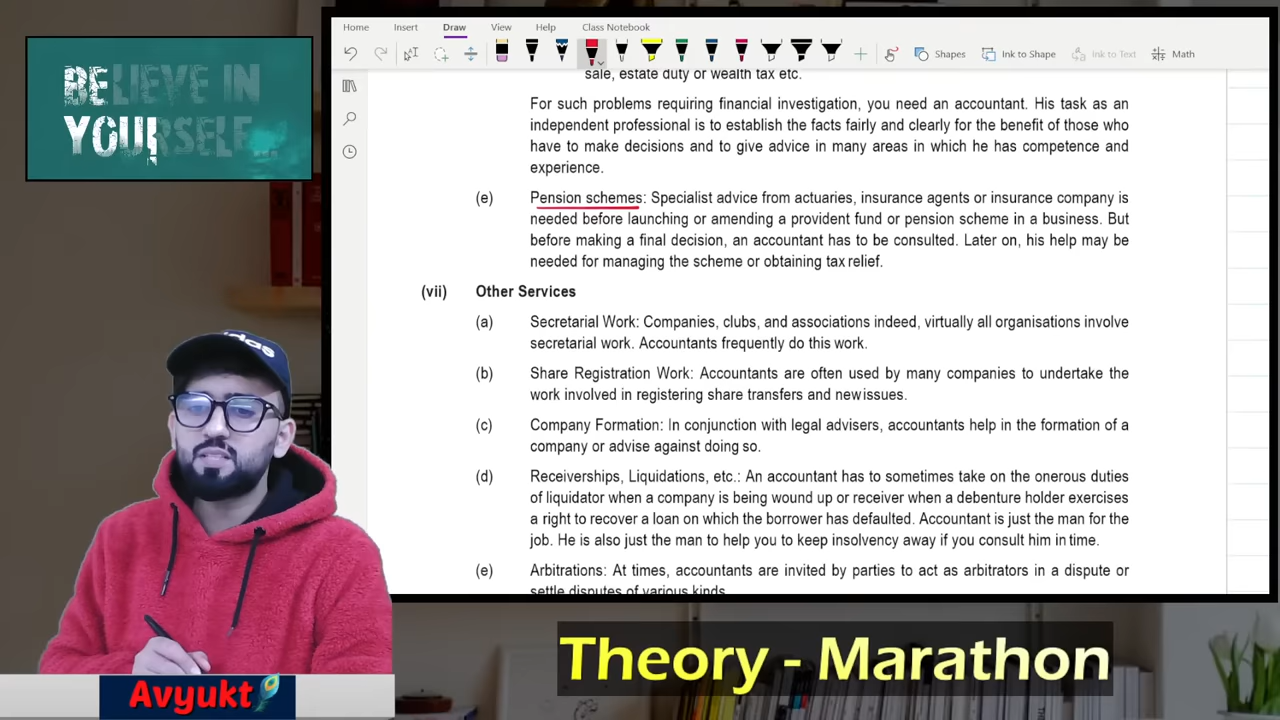 BELIEVE IN
YOURSELF...
Home Insert Draw View Help Class Notebook
Shapes Ink to Shape Ink to Text Math
sale, estate duty or wealth tax etc.
For such problems requiring financial investigation, you need an accountant. His task as an
independent professional is to establish the facts fairly and clearly for the benefit of those who
have to make decisions and to give advice in many areas in which he has competence and
experience.
(e) Pension schemes: Specialist advice from actuaries, insurance agents or insurance company is
needed before launching or amending a provident fund or pension scheme in a business. But
before making a final decision, an accountant has to be consulted. Later on, his help may be
needed for managing the scheme or obtaining tax relief.
(vii) Other Services
(a) Secretarial Work: Companies, clubs, and associations indeed, virtually all organisations involve
secretarial work. Accountants frequently do this work.
(b) Share Registration Work: Accountants are often used by many companies to undertake the
work involved in registering share transfers and new issues.
(c) Company Formation: In conjunction with legal advisers, accountants help in the formation of a
company or advise against doing so.
(d) Receiverships, Liquidations, etc.: An accountant has to sometimes take on the onerous duties
of liquidator when a company is being wound up or receiver when a debenture holder exercises
a right to recover a loan on which the borrower has defaulted. Accountant is just the man for the
job. He is also just the man to help you to keep insolvency away if you consult him in time.
(e) Arbitrations: At times, accountants are invited by parties to act as arbitrators in a dispute or
settle disputes of various kinds
adidas
Theory - Marathon
Avyukt